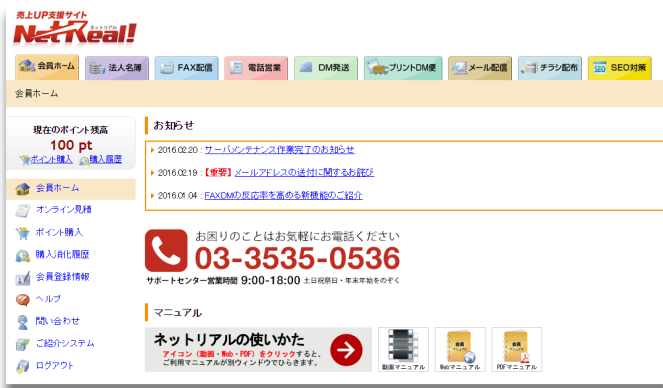 売上UP支援サイト
NetReal!
ネットリアル
会員ホーム 法人名簿 FAX配信 電話営業 DM発送 プリントDM便 メール配信 チラシ配布 SEO SEO対策
会員ホーム
現在のポイント残高
100 pt
ポイント購入 購入履歴
会員ホーム
オンライン見積
ポイント購入
購入/消化履歴
会員登録情報
ヘルプ
問い合わせ
ご紹介システム
ログアウト
お知らせ
2016.02.20 : サーバメンテナンス作業完了のお知らせ
2016.02.19 : 【重要】メールアドレスの送付に関するお詫び
2016.01.04 : FAXDMの反応率を高める新機能のご紹介
お困りのことはお気軽にお電話ください
03-3535-0536
サポートセンター営業時間 9:00-18:00 土日祝祭日・年末年始をのぞく
マニュアル
ネットリアルの使いかた
アイコン(動画・Web・PDF)をクリックすると、
ご利用マニュアルが別ウィンドウでひらきます。
動画マニュアル
Webマニュアル
PDFマニュアル